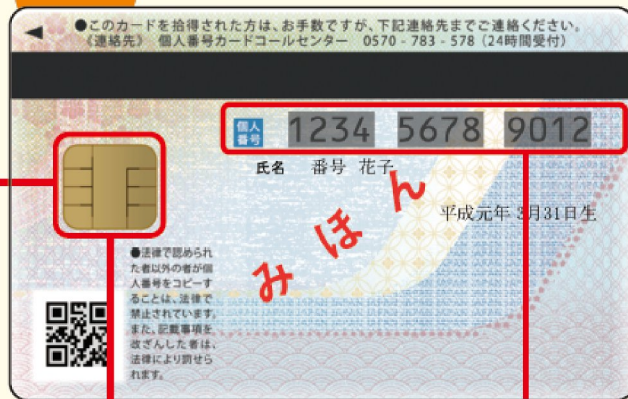 ●このカードを拾得された方は、お手数ですが、下記連絡先までご連絡ください。
《連絡先》 個人番号カードコールセンター 0570-783-578（24時間受付）
個人番号 1234 5678 9012
氏名 番号 花子
平成元年 3月31日生
みほん
●法律で認められ
た者以外の者が個
人番号をコピーす
ることは、法律で
禁止されています。
また、記載事項を
改ざんした者は、
法律により罰せら
れます。